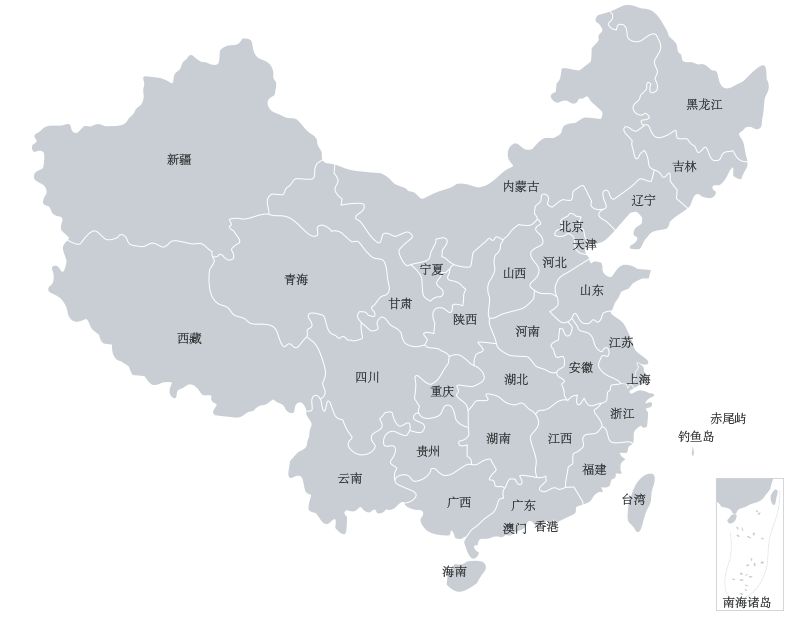 黑龙江
新疆
吉林
内蒙古
辽宁
北京
天津
河北
宁夏
山西
青海
山东
甘肃
陕西
河南
西藏
江苏
安徽
四川
湖北
上海
重庆
浙江
赤尾屿
钓鱼岛
湖南
江西
贵州
福建
云南
台湾
广西
广东
香港
澳门
海南
南海诸岛